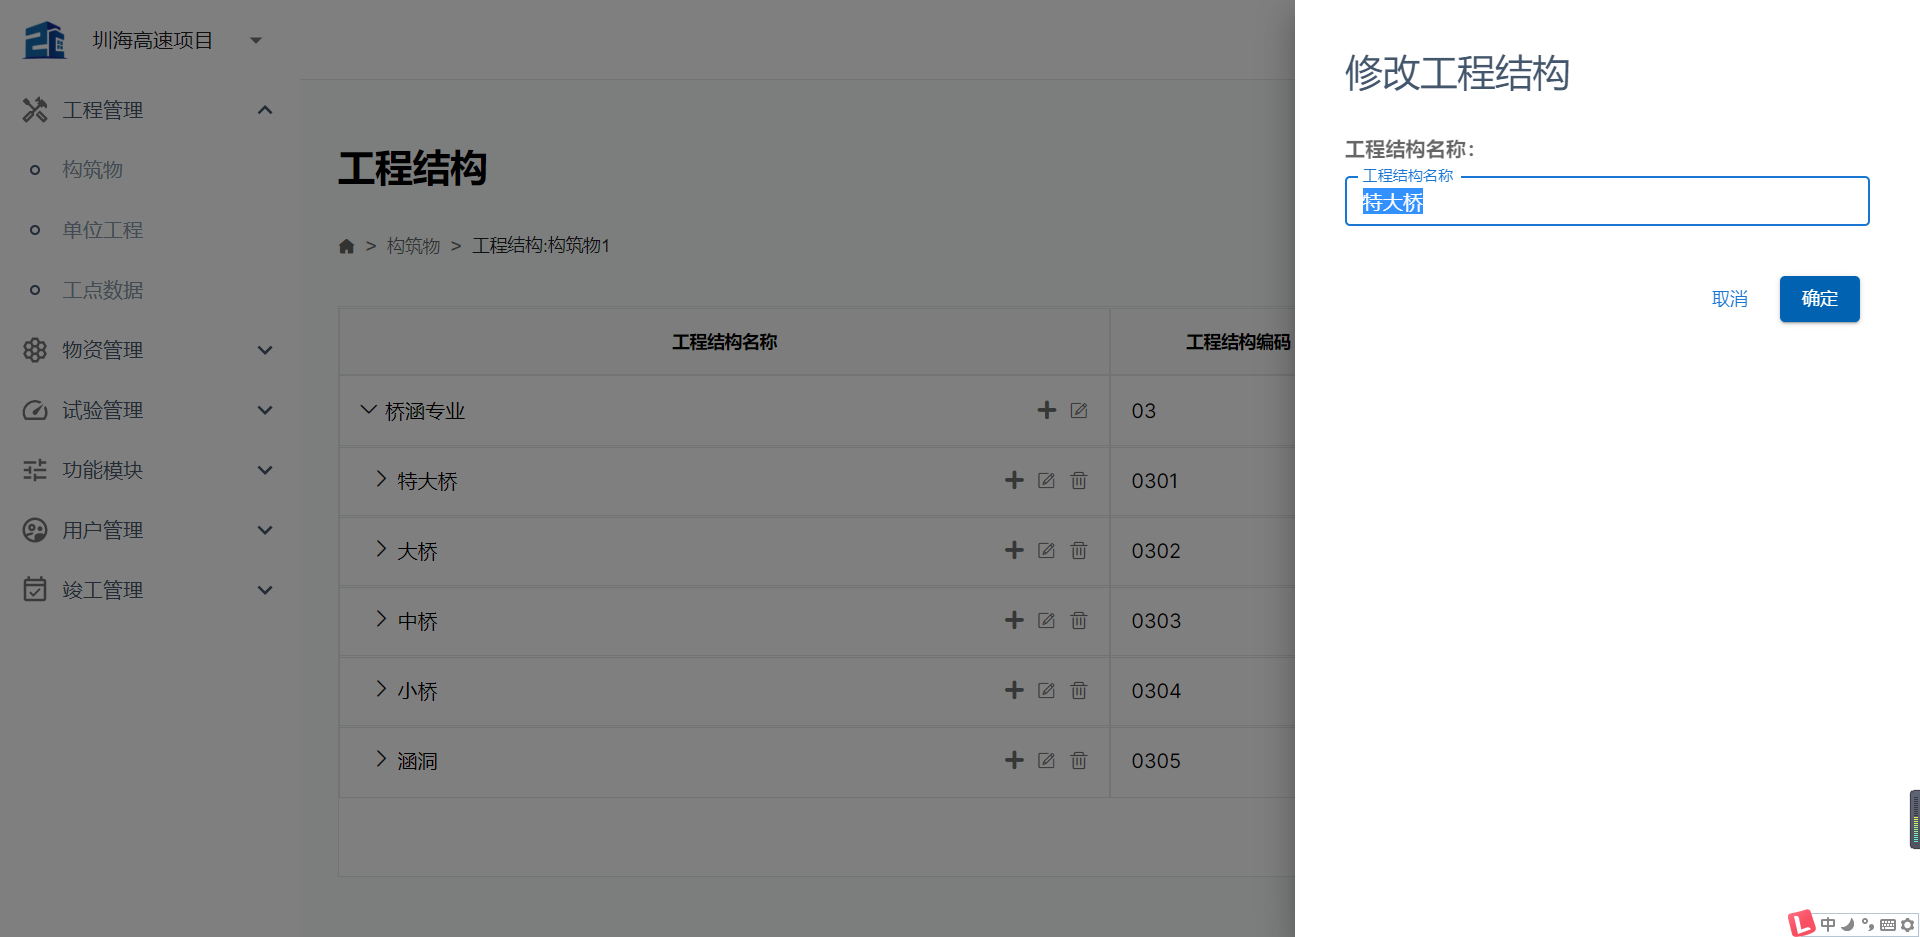 圳海高速项目
工程管理
构筑物
单位工程
工点数据
物资管理
试验管理
功能模块
用户管理
竣工管理
工程结构
> 构筑物 > 工程结构:构筑物1
工程结构名称 工程结构编码
桥涵专业 03
特大桥 0301
大桥 0302
中桥 0303
小桥 0304
涵洞 0305
修改工程结构
工程结构名称:
工程结构名称
特大桥
取消 确定
中